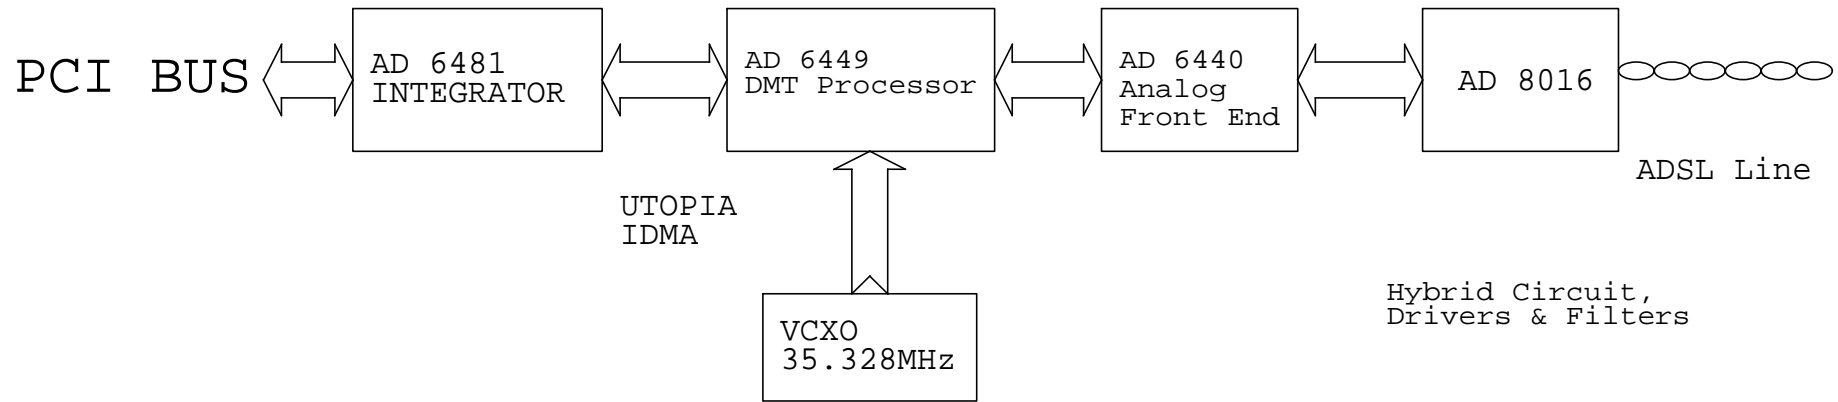 PCI BUS
AD 6481
INTEGRATOR
AD 6449
DMT Processor
AD 6440
Analog
Front End
AD 8016
ADSL Line
UTOPIA
IDMA
Hybrid Circuit,
Drivers & Filters
VCXO
35.328MHz